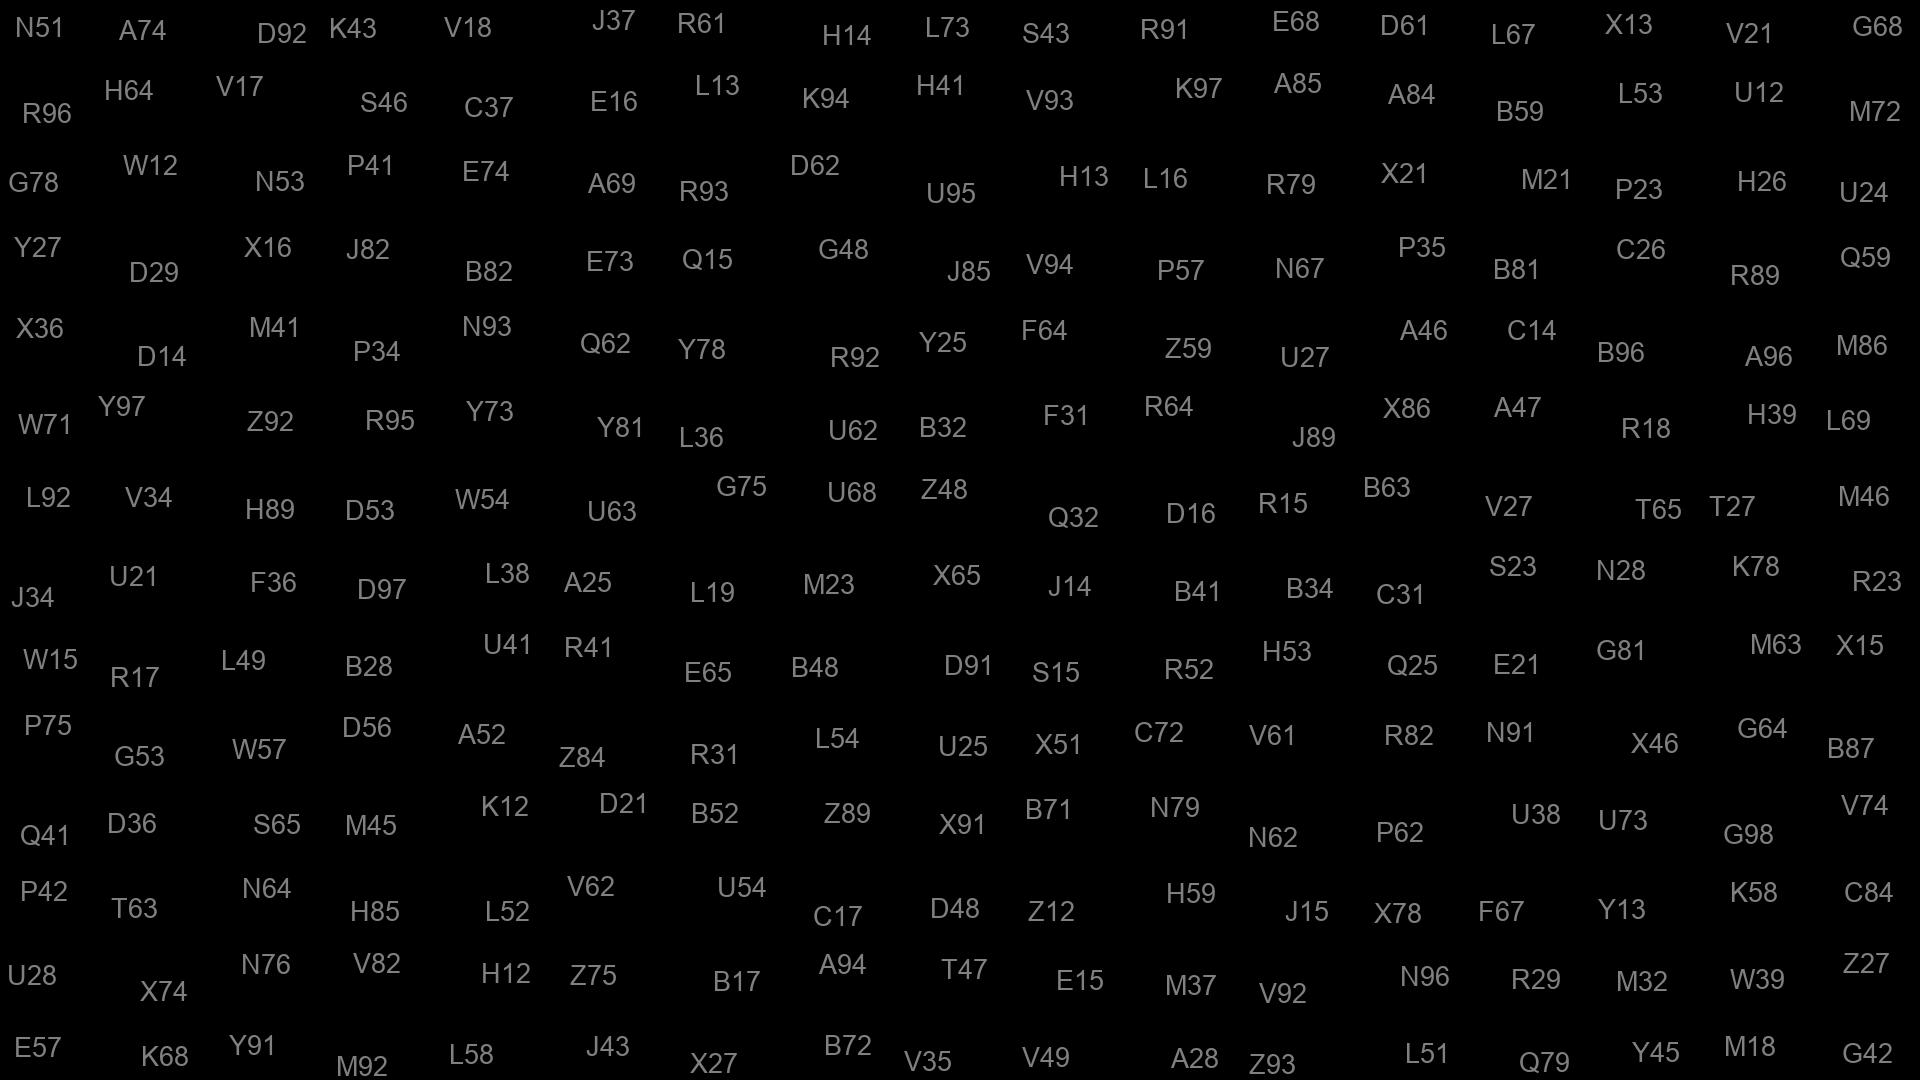 N51 A74 D92 K43 V18 J37 R61 H14 L73 S43 R91 E68 D61 L67 X13 V21 G68
R96 H64 V17 S46 C37 E16 L13 K94 H41 V93 K97 A85 A84 B59 L53 U12 M72
G78 W12 N53 P41 E74 A69 R93 D62 U95 H13 L16 R79 X21 M21 P23 H26 U24
Y27 D29 X16 J82 B82 E73 Q15 G48 J85 V94 P57 N67 P35 B81 C26 R89 Q59
X36 D14 M41 P34 N93 Q62 Y78 R92 Y25 F64 Z59 U27 A46 C14 B96 A96 M86
W71 Y97 Z92 R95 Y73 Y81 L36 U62 B32 F31 R64 J89 X86 A47 R18 H39 L69
L92 V34 H89 D53 W54 U63 G75 U68 Z48 Q32 D16 R15 B63 V27 T65 T27 M46
J34 U21 F36 D97 L38 A25 L19 M23 X65 J14 B41 B34 C31 S23 N28 K78 R23
W15 R17 L49 B28 U41 R41 E65 B48 D91 S15 R52 H53 Q25 E21 G81 M63 X15
P75 G53 W57 D56 A52 Z84 R31 L54 U25 X51 C72 V61 R82 N91 X46 G64 B87
Q41 D36 S65 M45 K12 D21 B52 Z89 X91 B71 N79 N62 P62 U38 U73 G98 V74
P42 T63 N64 H85 L52 V62 U54 C17 D48 Z12 H59 J15 X78 F67 Y13 K58 C84
U28 X74 N76 V82 H12 Z75 B17 A94 T47 E15 M37 V92 N96 R29 M32 W39 Z27
E57 K68 Y91 M92 L58 J43 X27 B72 V35 V49 A28 Z93 L51 Q79 Y45 M18 G42